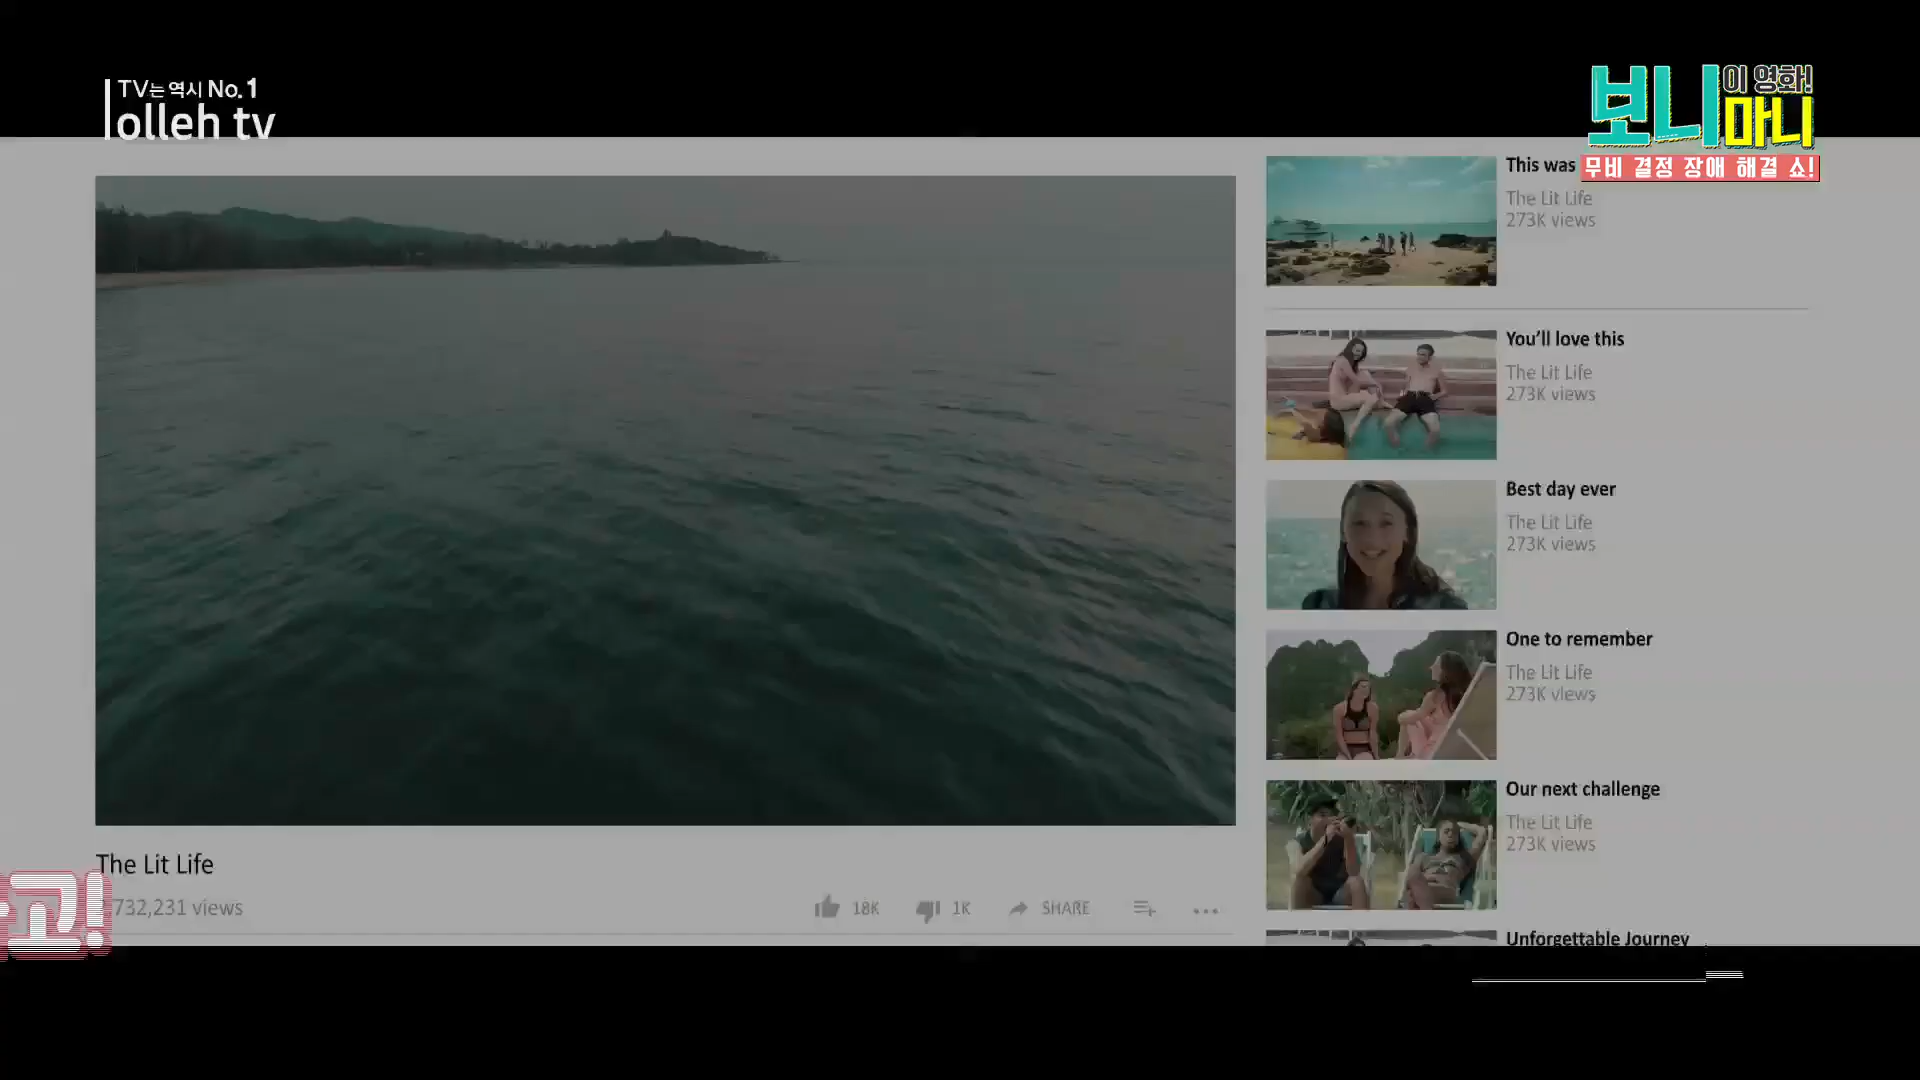 TV는 역시 No.1
olleh tv
이 영화!
보니
마니
무비 결정 장애 해결 쇼!
This was
The Lit Life
273K views
You'll love this
The Lit Life
273K views
Best day ever
The Lit Life
273K views
One to remember
The Lit Life
273K views
Our next challenge
The Lit Life
273K views
Unforgettable Journey
The Lit Life
732,231 views
18K
1K
SHARE
고!